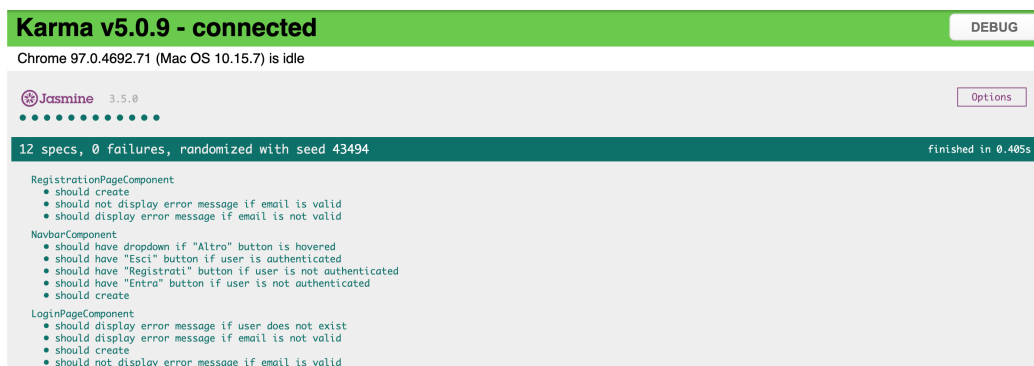 Karma v5.0.9 - connected
DEBUG
Chrome 97.0.4692.71 (Mac OS 10.15.7) is idle
Jasmine 3.5.0
Options
12 specs, 0 failures, randomized with seed 43494
finished in 0.405s
RegistrationPageComponent
• should create
• should not display error message if email is valid
• should display error message if email is not valid
NavbarComponent
• should have dropdown if "Altro" button is hovered
• should have "Esci" button if user is authenticated
• should have "Registrati" button if user is not authenticated
• should have "Entra" button if user is not authenticated
• should create
LoginPageComponent
• should display error message if user does not exist
• should display error message if email is not valid
• should create
• should not display error message if email is valid